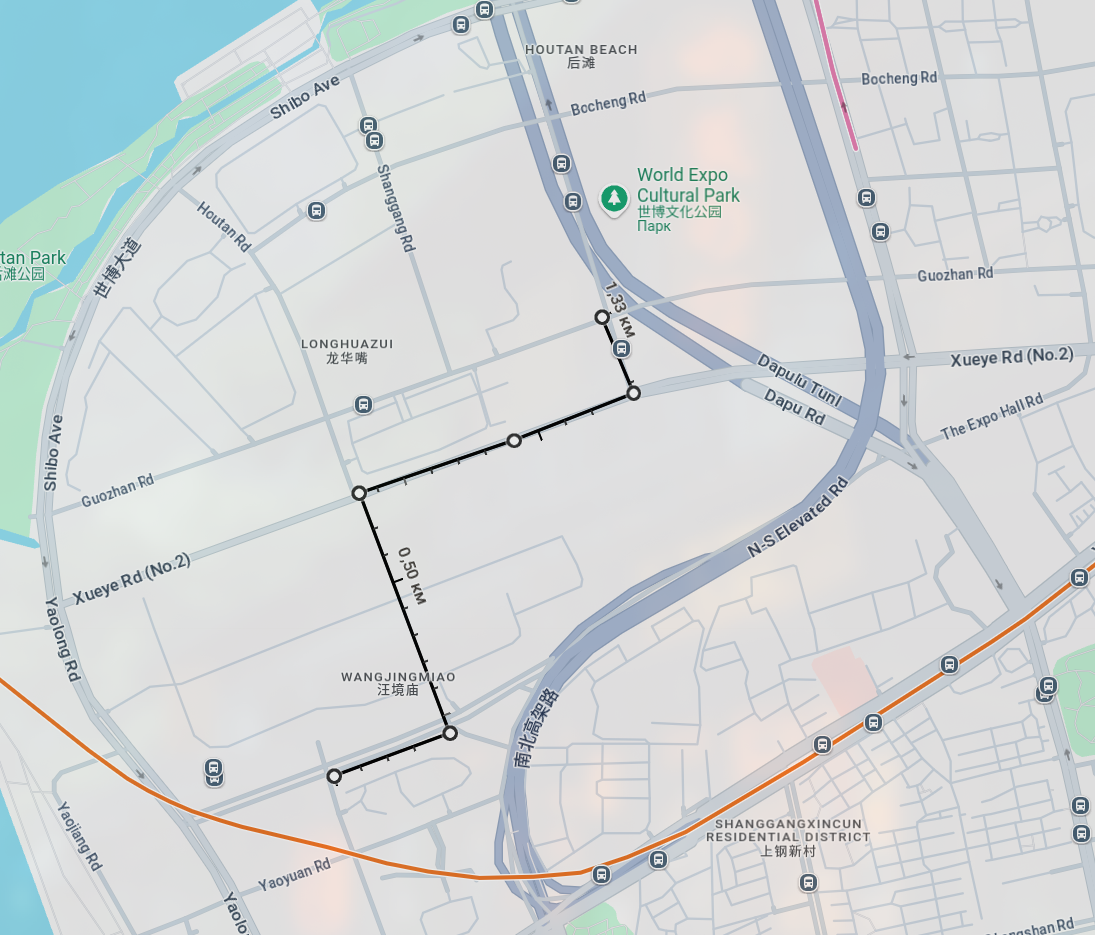 HOUTAN BEACH
后滩
Shibo Ave
Bocheng Rd
Bocheng Rd
World Expo
Cultural Park
世博文化公园
Парк
Shanggang Rd
Houtan Rd
tan Park
后滩公园
世博大道
Guozhan Rd
1,33 км
LONGHUAZUI
龙华嘴
Xueye Rd (No.2)
Dapulu Tunl
Dapu Rd
The Expo Hall Rd
Shibo Ave
Guozhan Rd
N-S Elevated Rd
0,50 км
Xueye Rd (No.2)
Yaolong Rd
WANGJINGMIAO
汪境庙
南北高架路
Yaojiang Rd
SHANGGANGXINCUN
RESIDENTIAL DISTRICT
上钢新村
Yaoyuan Rd
Yaolo